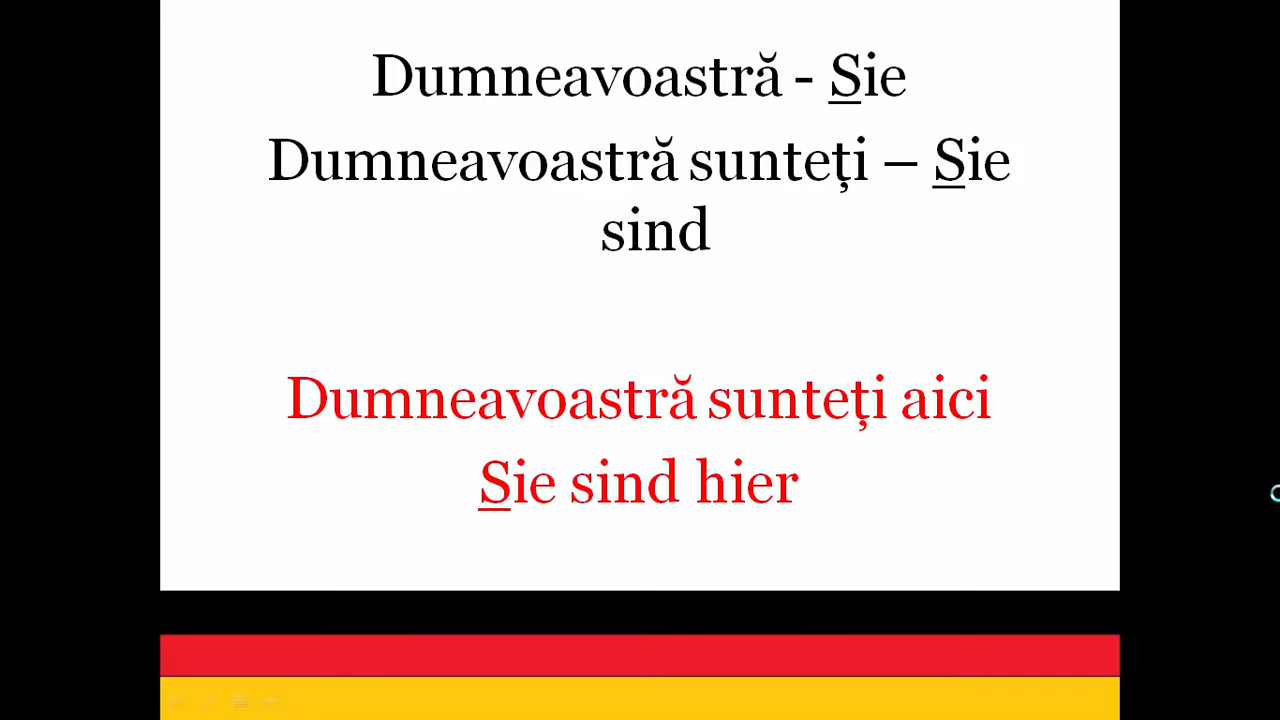 Dumneavoastră - Sie
Dumneavoastră sunteți – Sie
sind
Dumneavoastră sunteți aici
Sie sind hier